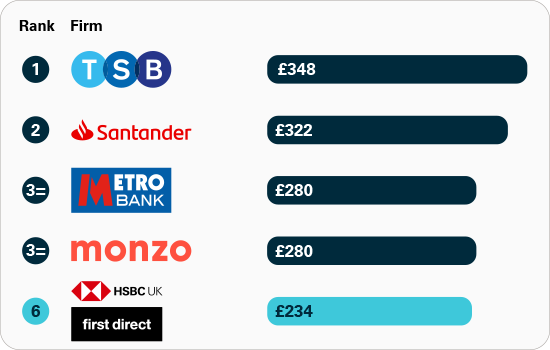 Rank Firm
1 TSB £348
2 Santander £322
3= METRO BANK £280
3= monzo £280
6 HSBC UK first direct £234